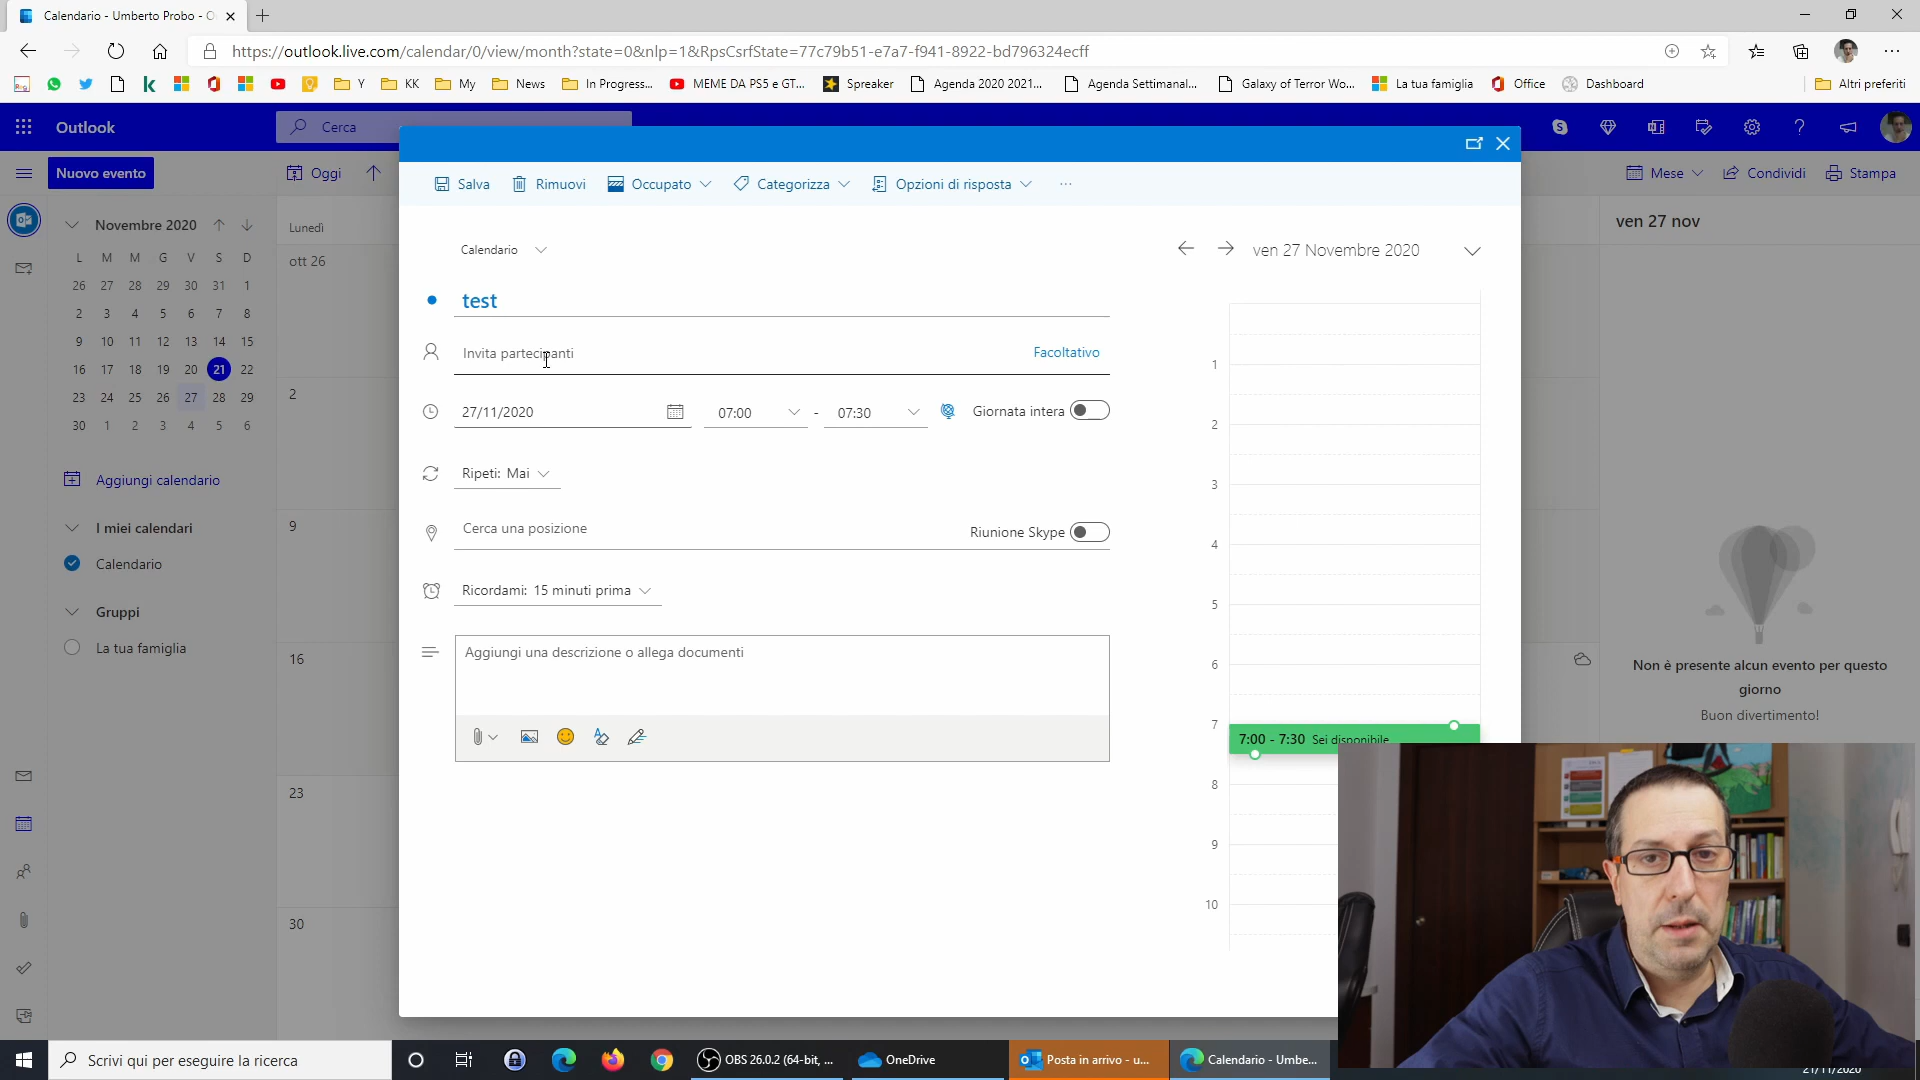 Calendario - Umberto Probo - O
https://outlook.live.com/calendar/0/view/month?state=0&nlp=1&RpsCsrfState=77c79b51-e7a7-f941-8922-bd796324ecff
Y KK My News In Progress... MEME DA PS5 e GT... Spreaker Agenda 2020 2021... Agenda Settimanal... Galaxy of Terror Wo... La tua famiglia Office Dashboard Altri preferiti
Outlook Cerca
Nuovo evento Oggi Mese Condividi Stampa
Salva Rimuovi Occupato Categorizza Opzioni di risposta ...
Novembre 2020
L M M G V S D
26 27 28 29 30 31 1
2 3 4 5 6 7 8
9 10 11 12 13 14 15
16 17 18 19 20 21 22
23 24 25 26 27 28 29
30 1 2 3 4 5 6
Aggiungi calendario
I miei calendari
Calendario
Gruppi
La tua famiglia
Lunedì
ott 26
2
9
16
23
30
Calendario
test
Invita partecipanti Facoltativo
27/11/2020 07:00 - 07:30 Giornata intera
Ripeti: Mai
Cerca una posizione Riunione Skype
Ricordami: 15 minuti prima
Aggiungi una descrizione o allega documenti
ven 27 Novembre 2020
1
2
3
4
5
6
7
7:00 - 7:30 Sei disponibile
8
9
10
ven 27 nov
Non è presente alcun evento per questo
giorno
Buon divertimento!
Scrivi qui per eseguire la ricerca OBS 26.0.2 (64-bit, ... OneDrive Posta in arrivo - u... Calendario - Umbe...
21/11/2020